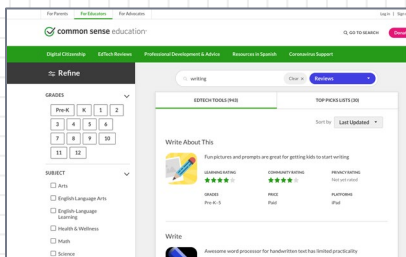 For Parents For Educators For Advocates Log in Sign
common sense education
GO TO SEARCH Dona
Digital Citizenship EdTech Reviews Professional Development & Advice Resources in Spanish Coronavirus Support
Refine
writing Clear x Reviews
GRADES
Pre-K K 1 2
3 4 5 6
7 8 9 10
11 12
SUBJECT
Arts
English Language Arts
English-Language
Learning
Health & Wellness
Math
Science
EDTECH TOOLS (943) TOP PICKS LISTS (30)
Sort by Last Updated
Write About This
Fun pictures and prompts are great for getting kids to start writing
LEARNING RATING COMMUNITY RATING PRIVACY RATING
Not yet rated
GRADES PRICE PLATFORMS
Pre-K-5 Paid iPad
Write
Awesome word processor for handwritten text has limited practicality